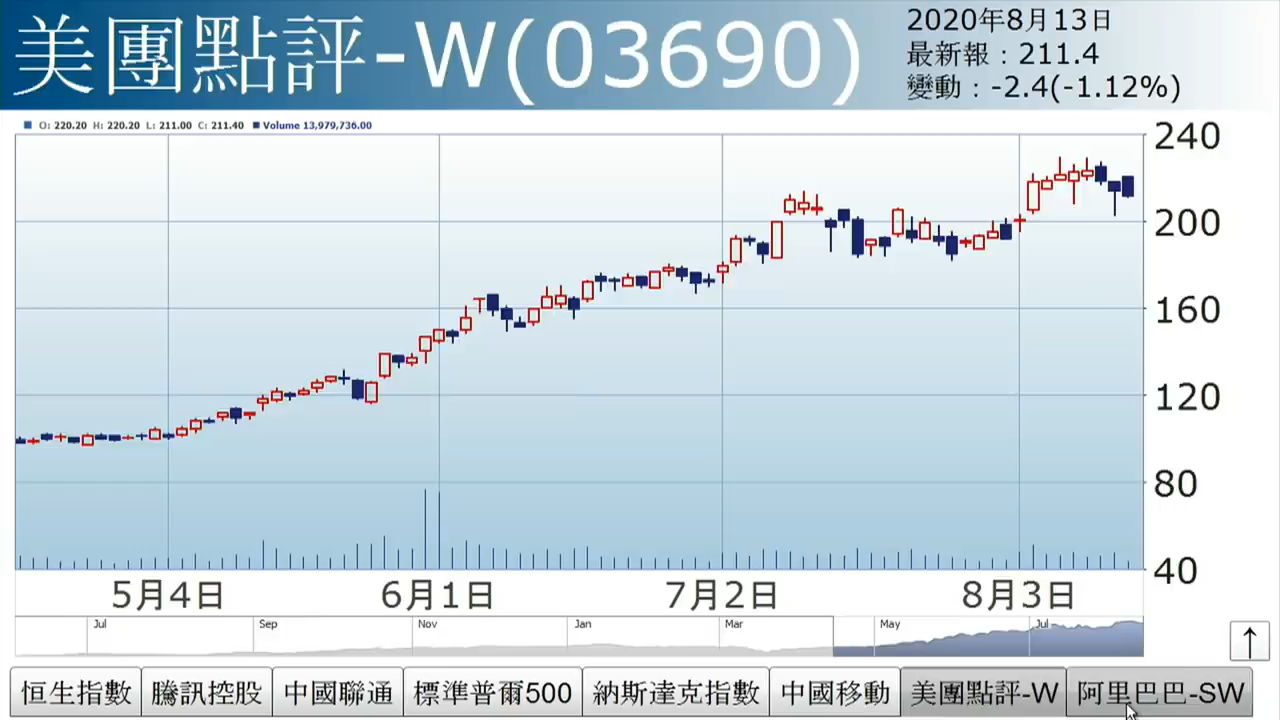 美團點評-W(03690)
2020年8月13日
最新報：211.4
變動：-2.4(-1.12%)
O: 220.20 H: 220.20 L: 211.00 C: 211.40 Volume 13,979,736.00
240
200
160
120
80
40
5月4日 6月1日 7月2日 8月3日
Jul Sep Nov Jan Mar May Jul
↑
恒生指數 騰訊控股 中國聯通 標準普爾500 納斯達克指數 中國移動 美團點評-W 阿里巴巴-SW